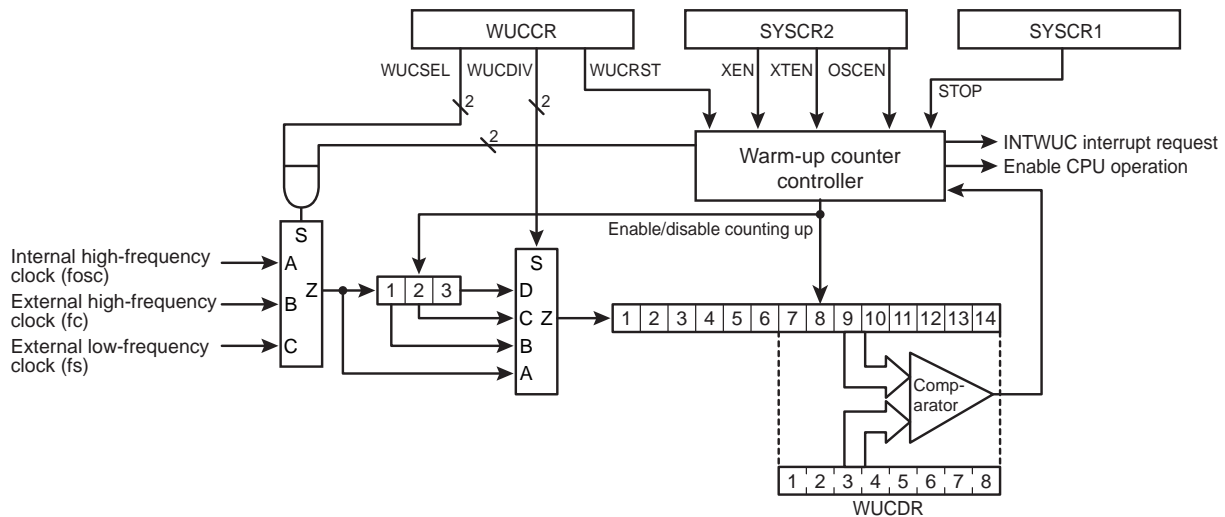 WUCCR
SYSCR2
SYSCR1
WUCSEL
WUCDIV
WUCRST
XEN
XTEN
OSCEN
STOP
2
2
2
Warm-up counter
controller
INTWUC interrupt request
Enable CPU operation
Enable/disable counting up
S
A
B
C
Z
Internal high-frequency
clock (fosc)
External high-frequency
clock (fc)
External low-frequency
clock (fs)
1 2 3
S
D
C
B
A
Z
1 2 3 4 5 6 7 8 9 10 11 12 13 14
Comp-
arator
1 2 3 4 5 6 7 8
WUCDR